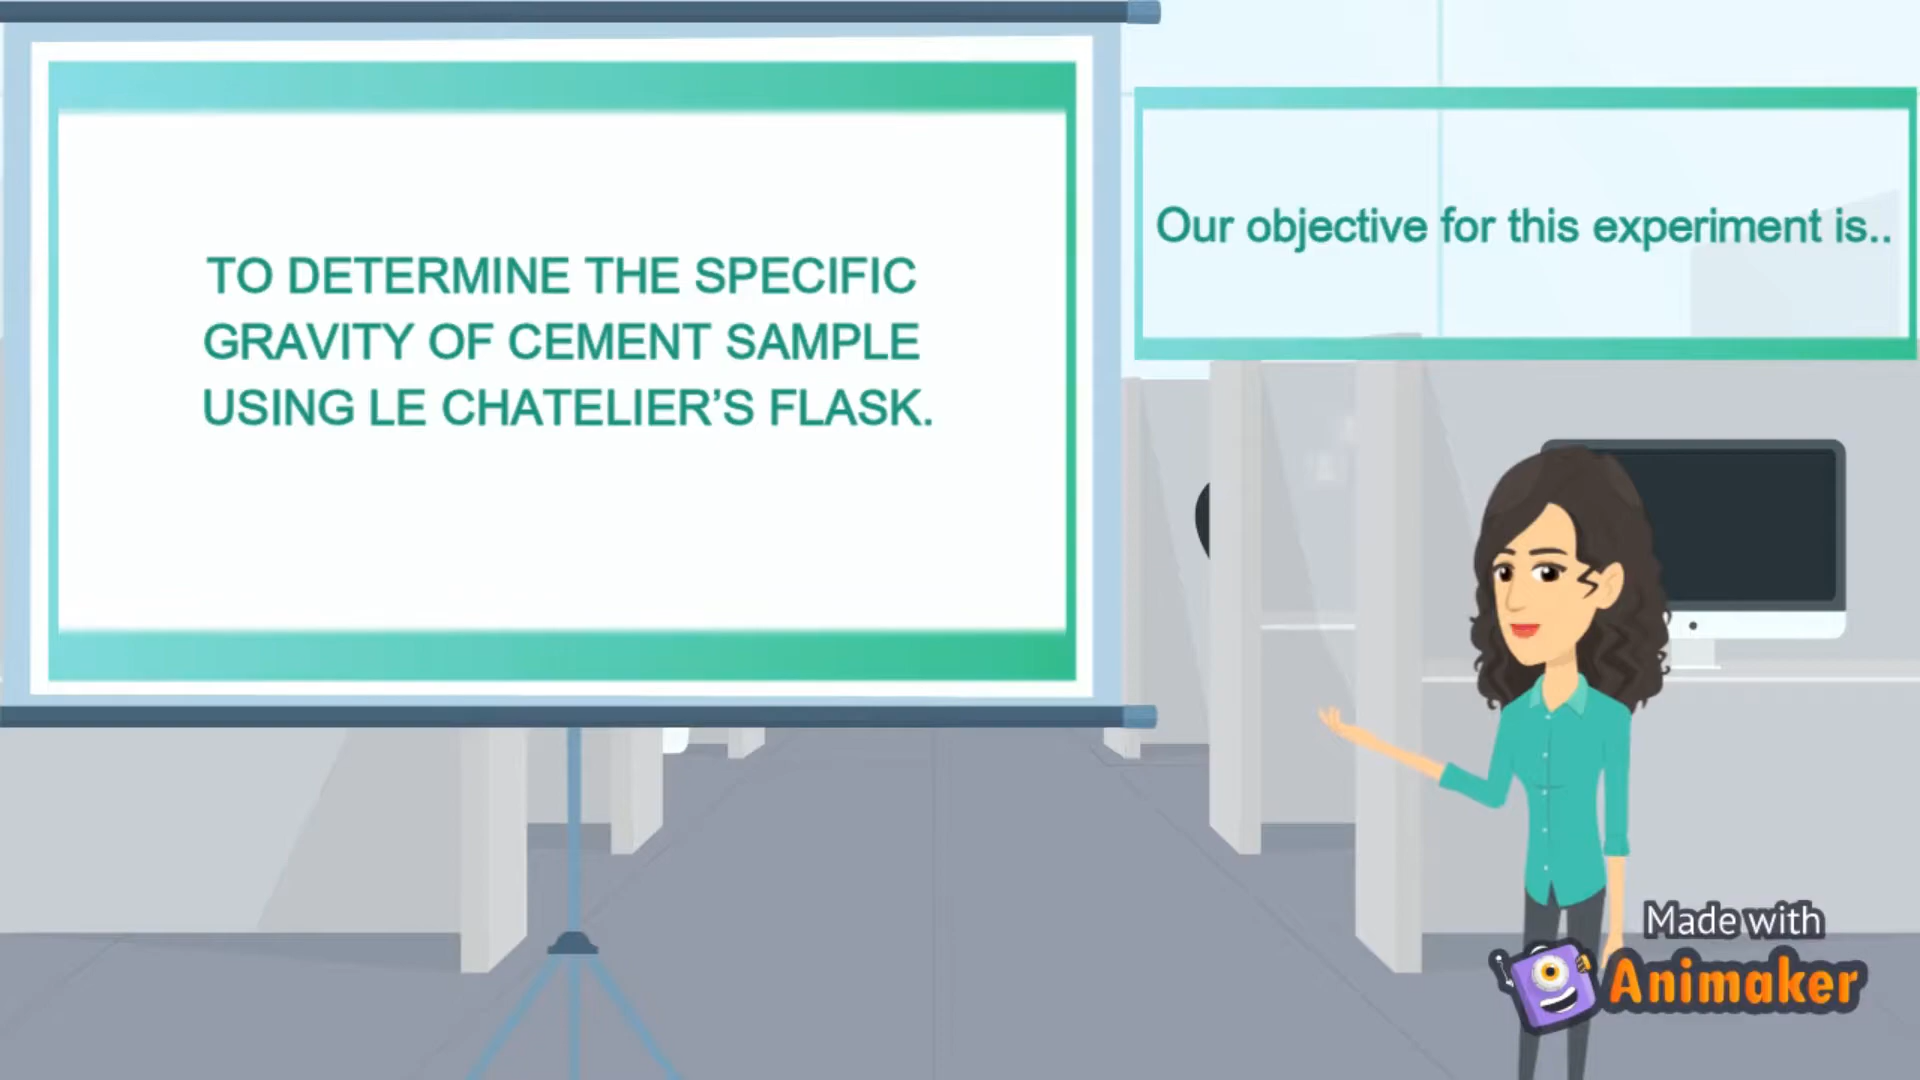 Our objective for this experiment is..
TO DETERMINE THE SPECIFIC
GRAVITY OF CEMENT SAMPLE
USING LE CHATELIER’S FLASK.
Made with
Animaker